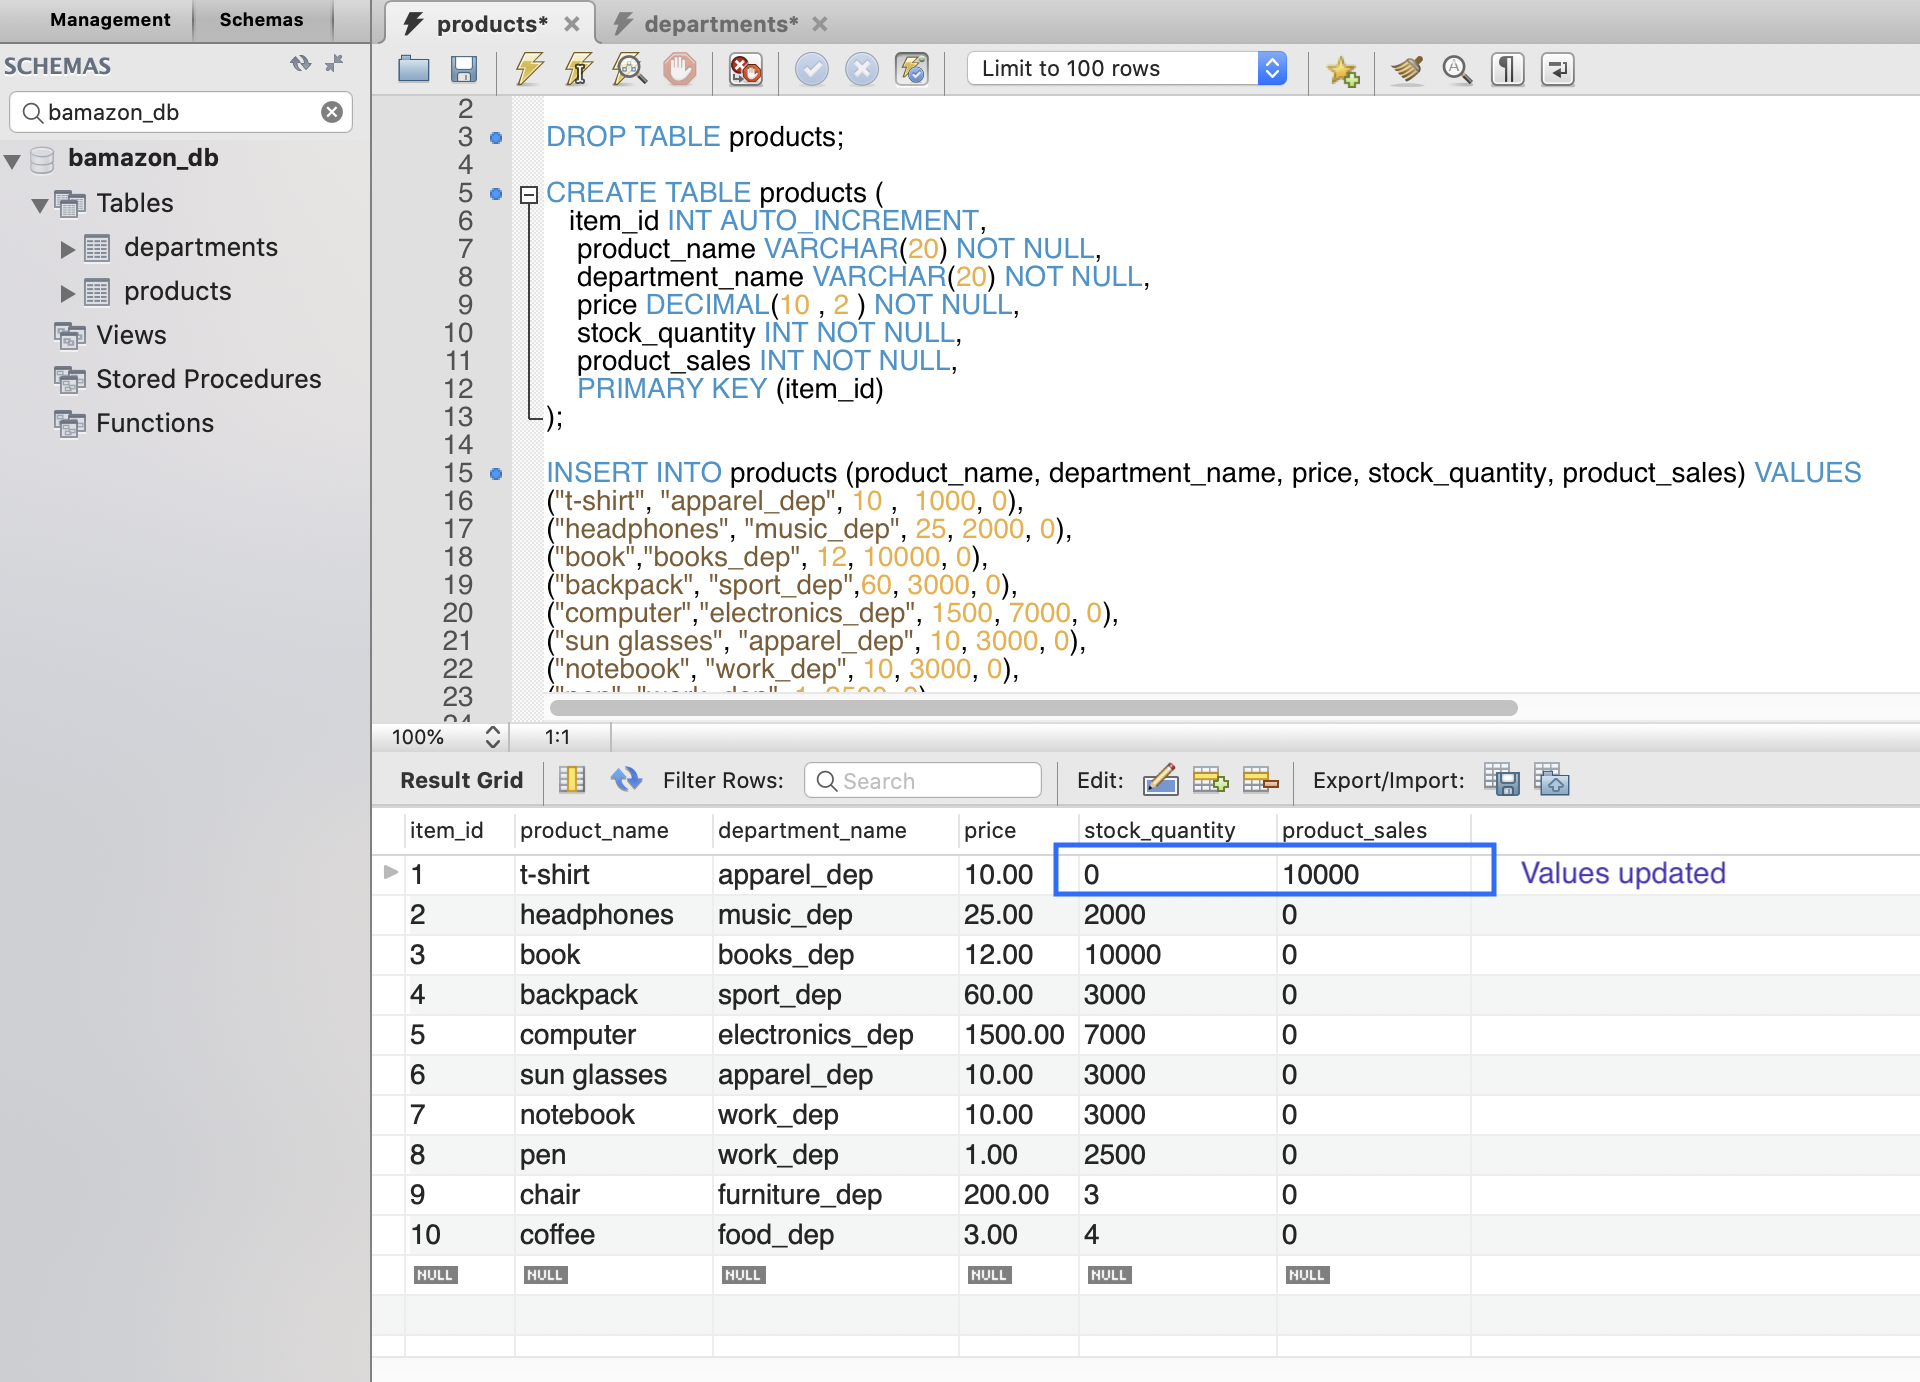 Management
Schemas
products*
departments*
SCHEMAS
Limit to 100 rows
bamazon_db
bamazon_db
Tables
departments
products
Views
Stored Procedures
Functions
2
3 DROP TABLE products;
4
5 CREATE TABLE products (
6 item_id INT AUTO_INCREMENT,
7 product_name VARCHAR(20) NOT NULL,
8 department_name VARCHAR(20) NOT NULL,
9 price DECIMAL(10 , 2 ) NOT NULL,
10 stock_quantity INT NOT NULL,
11 product_sales INT NOT NULL,
12 PRIMARY KEY (item_id)
13 );
14
15 INSERT INTO products (product_name, department_name, price, stock_quantity, product_sales) VALUES
16 ("t-shirt", "apparel_dep", 10 ,  1000, 0),
17 ("headphones", "music_dep", 25, 2000, 0),
18 ("book","books_dep", 12, 10000, 0),
19 ("backpack", "sport_dep",60, 3000, 0),
20 ("computer","electronics_dep", 1500, 7000, 0),
21 ("sun glasses", "apparel_dep", 10, 3000, 0),
22 ("notebook", "work_dep", 10, 3000, 0),
23 ("pen", "work_dep", 1, 2500, 0)
24
100% 1:1
Result Grid Filter Rows: Search Edit: Export/Import:
item_id product_name department_name price stock_quantity product_sales
1 t-shirt apparel_dep 10.00 0 10000 Values updated
2 headphones music_dep 25.00 2000 0
3 book books_dep 12.00 10000 0
4 backpack sport_dep 60.00 3000 0
5 computer electronics_dep 1500.00 7000 0
6 sun glasses apparel_dep 10.00 3000 0
7 notebook work_dep 10.00 3000 0
8 pen work_dep 1.00 2500 0
9 chair furniture_dep 200.00 3 0
10 coffee food_dep 3.00 4 0
NULL NULL NULL NULL NULL NULL